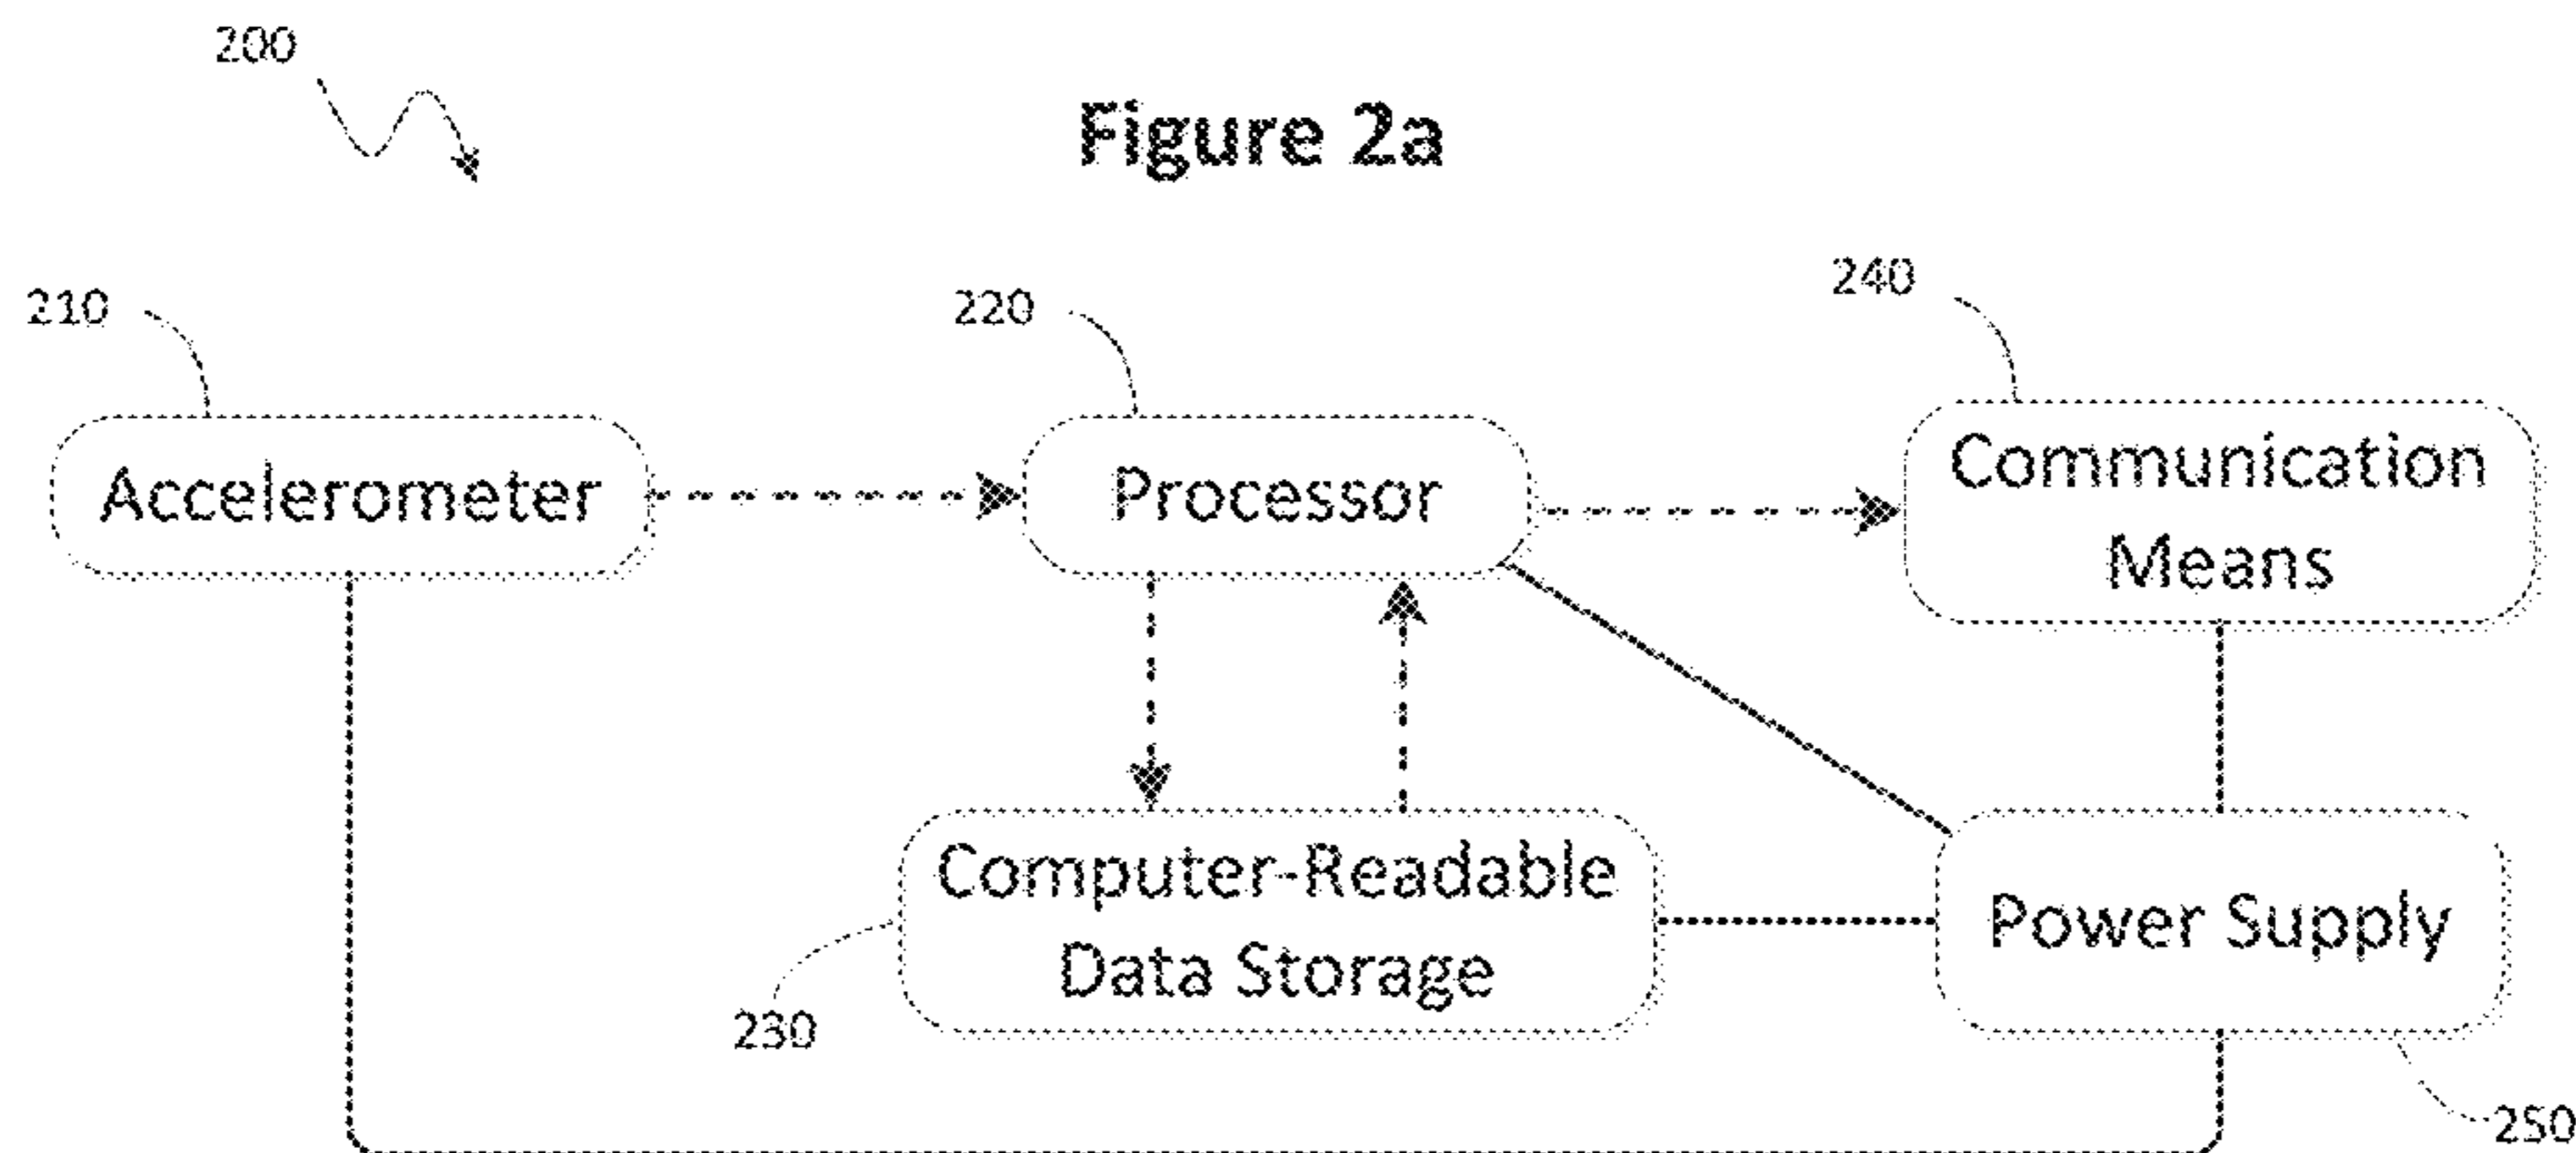 200
Figure 2a
210
220
240
Accelerometer
Processor
Communication
Means
Computer-Readable
Data Storage
Power Supply
230
250